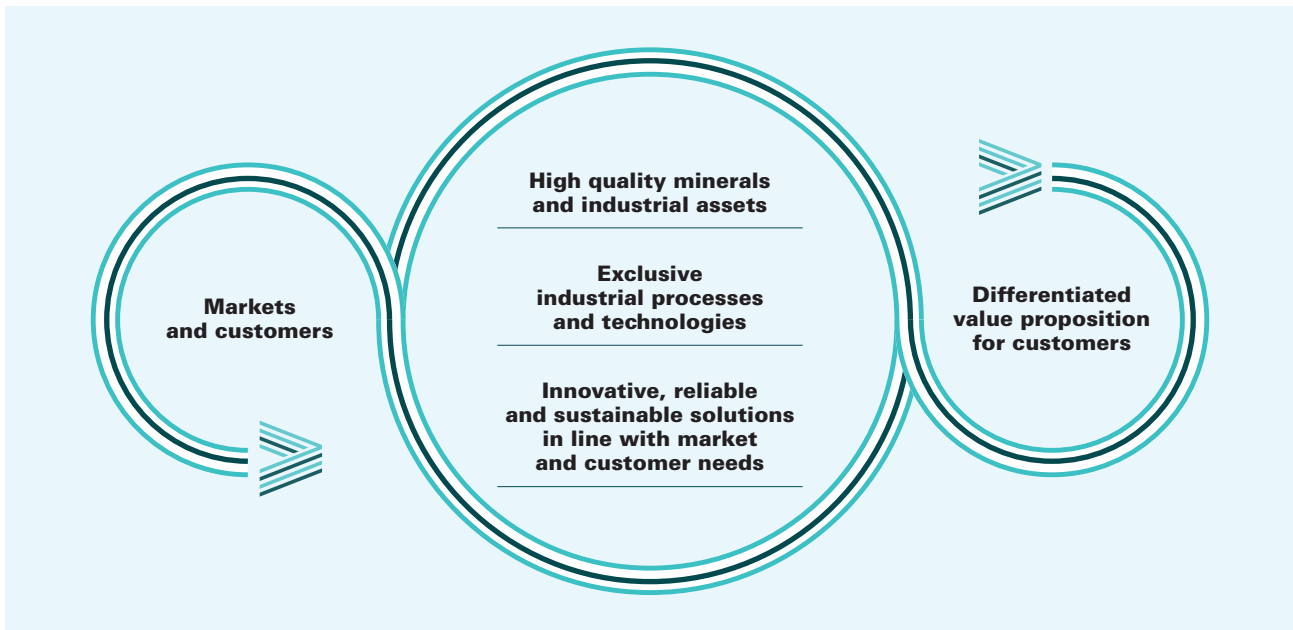 Markets
and customers
High quality minerals
and industrial assets
Exclusive
industrial processes
and technologies
Innovative, reliable
and sustainable solutions
in line with market
and customer needs
Differentiated
value proposition
for customers